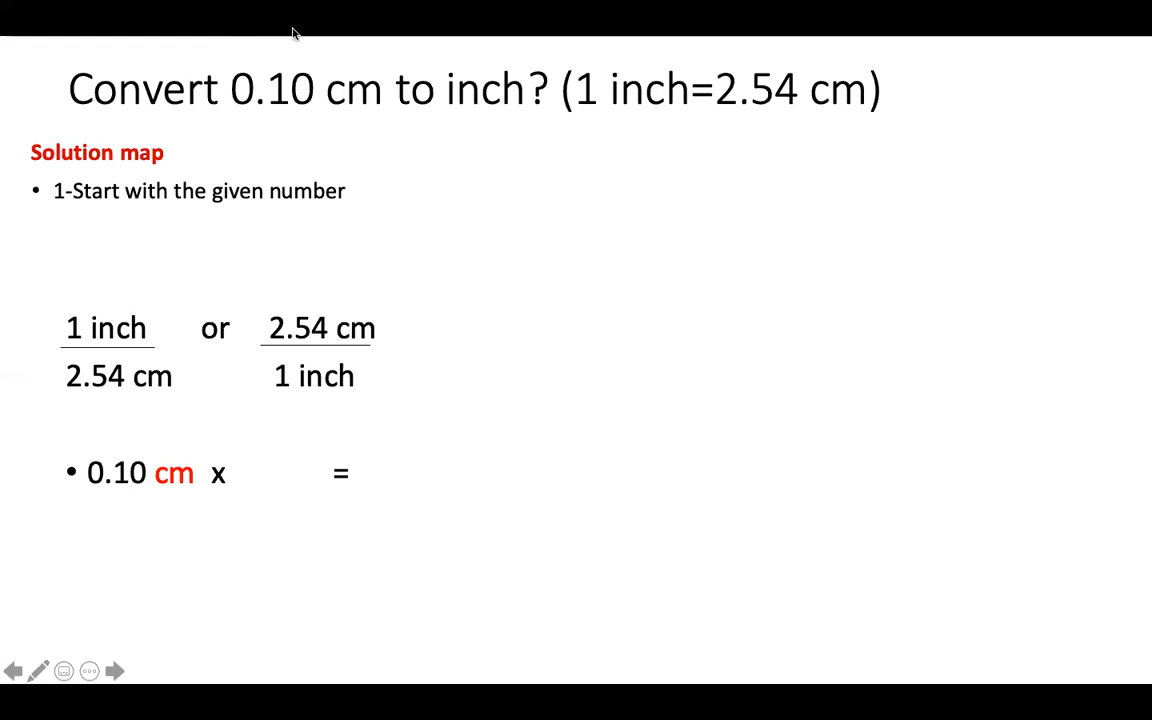 Convert 0.10 cm to inch? (1 inch=2.54 cm)
Solution map
• 1-Start with the given number
1 inch or 2.54 cm
2.54 cm 1 inch
• 0.10 cm x =